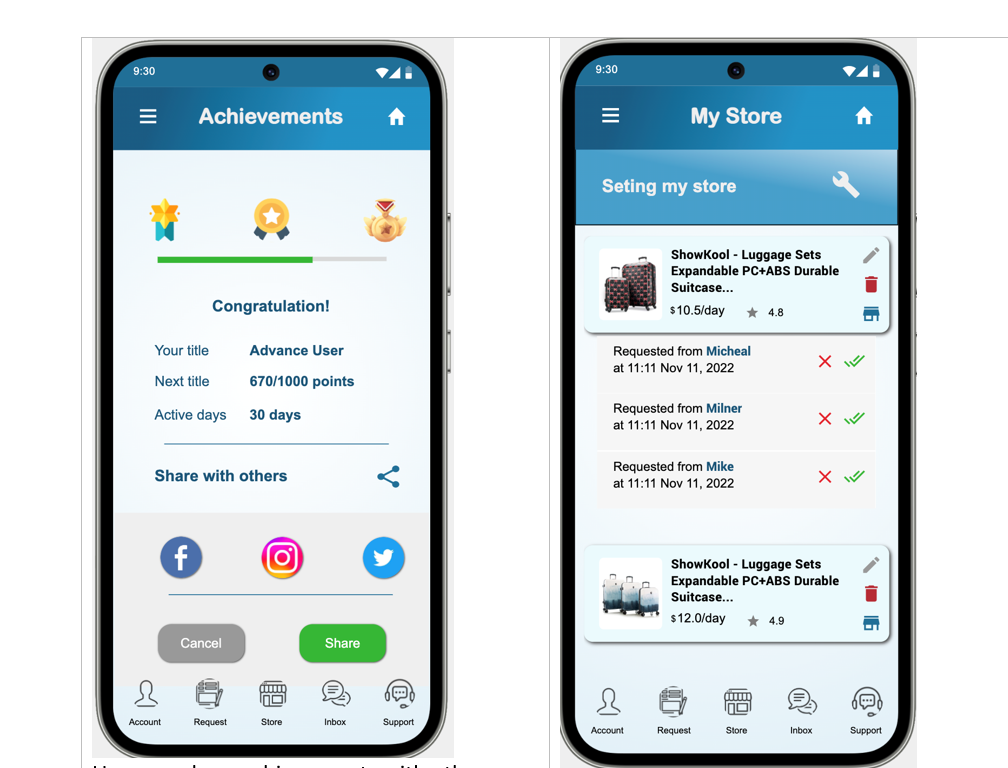 9:30
Achievements
Congratulation!
Your title Advance User
Next title 670/1000 points
Active days 30 days
Share with others
Cancel Share
Account Request Store Inbox Support
9:30
My Store
Seting my store
ShowKool - Luggage Sets
Expandable PC+ABS Durable
Suitcase...
$10.5/day 4.8
Requested from Micheal
at 11:11 Nov 11, 2022
Requested from Milner
at 11:11 Nov 11, 2022
Requested from Mike
at 11:11 Nov 11, 2022
ShowKool - Luggage Sets
Expandable PC+ABS Durable
Suitcase...
$12.0/day 4.9
Account Request Store Inbox Support